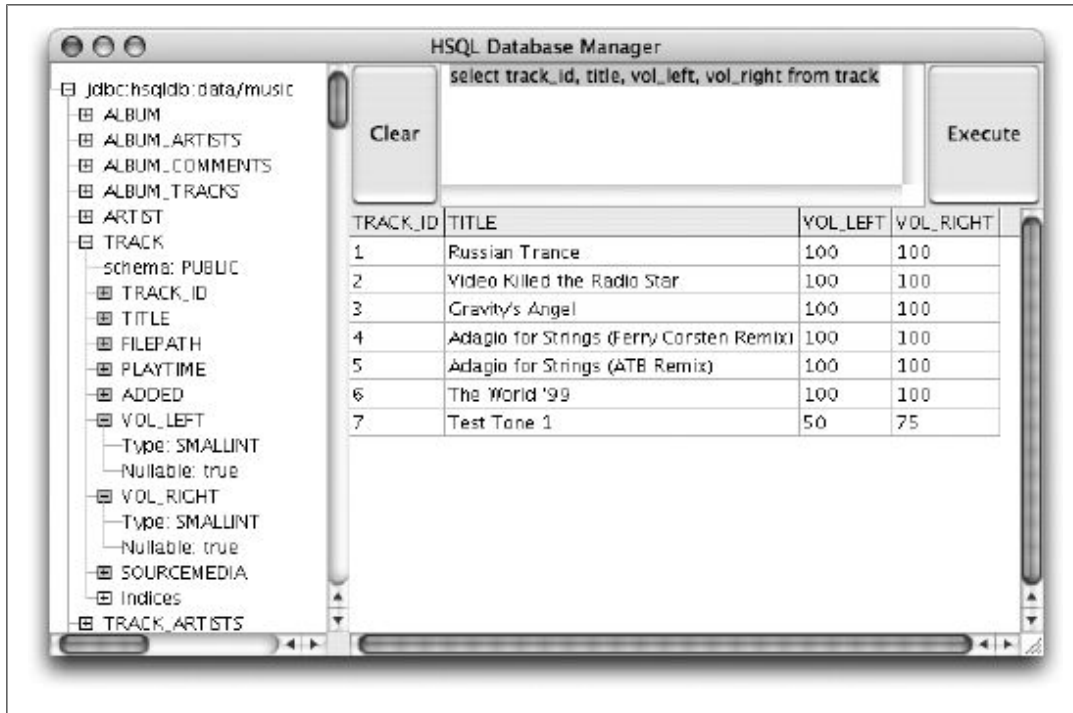 HSQL Database Manager
jdbc:hsqldb:data/music
ALBUM
ALBUM_ARTISTS
ALBUM_COMMENTS
ALBUM_TRACKS
ARTIST
TRACK
schema: PUBLIC
TRACK_ID
TITLE
FILEPATH
PLAYTIME
ADDED
VOL_LEFT
Type: SMALLINT
Nullable: true
VOL_RIGHT
Type: SMALLINT
Nullable: true
SOURCEMEDIA
Indices
TRACK_ARTISTS
Clear
select track_id, title, vol_left, vol_right from track
Execute
TRACK_ID TITLE VOL_LEFT VOL_RIGHT
1 Russian Trance 100 100
2 Video Killed the Radio Star 100 100
3 Gravity's Angel 100 100
4 Adagio for Strings (Ferry Corsten Remix) 100 100
5 Adagio for Strings (ATB Remix) 100 100
6 The World '99 100 100
7 Test Tone 1 50 75